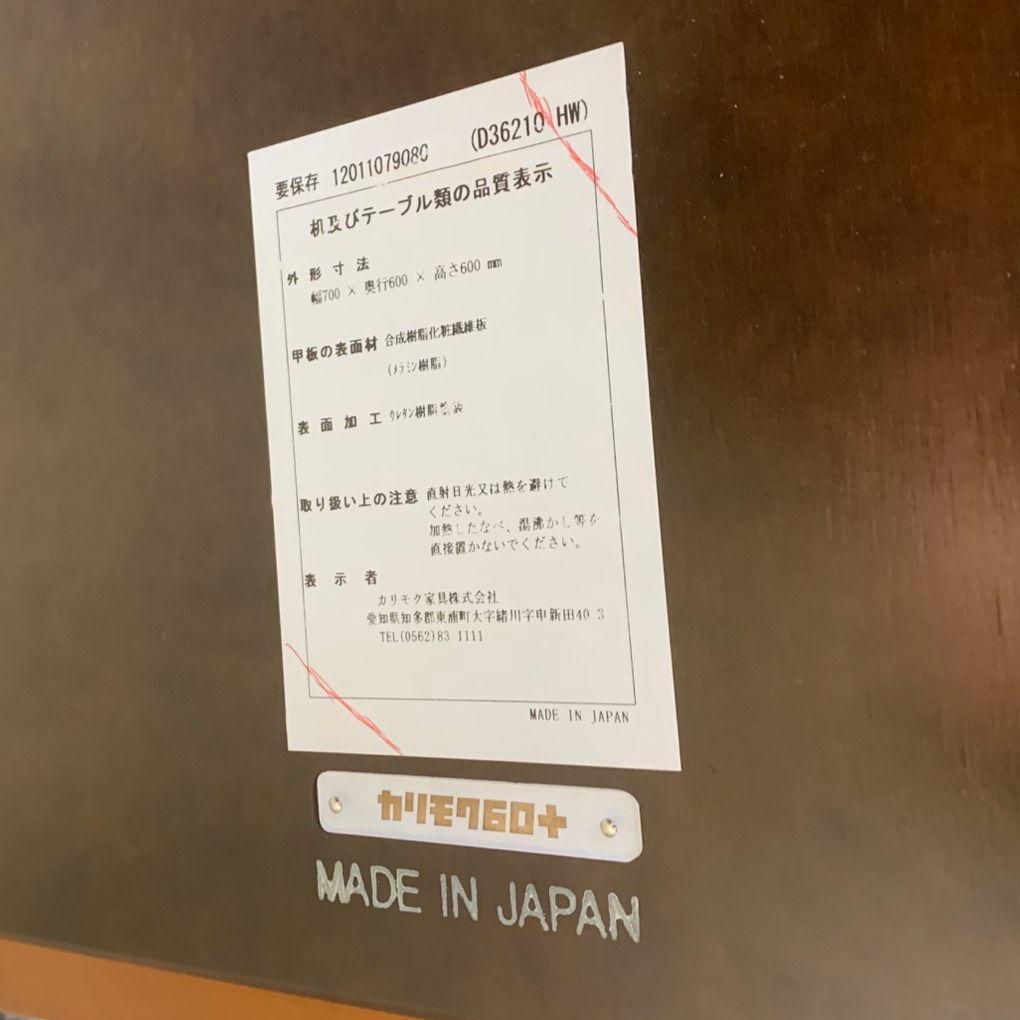 要保存 12011079080 (D36210 HW)
机及びテーブル類の品質表示
外形寸法
幅700 × 奥行600 × 高さ600 mm
甲板の表面材 合成樹脂化粧繊維板
(メラミン樹脂)
表面加工 ウレタン樹脂塗装
取り扱い上の注意 直射日光又は熱を避けて
ください。
加熱したなべ、湯沸かし等を
直接置かないでください。
表示者
カリモク家具株式会社
愛知県知多郡東浦町大字緒川字申新田40 3
TEL(0562)83 1111
MADE IN JAPAN
カリモク60+
MADE IN JAPAN